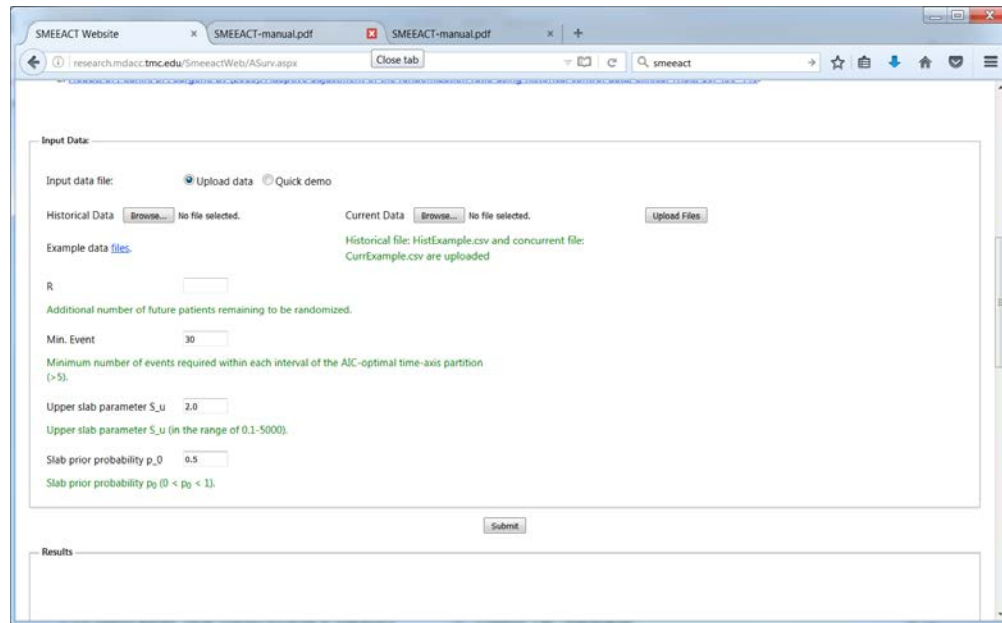 SMEEACT Website × SMEEACT-manual.pdf SMEEACT-manual.pdf × +
research.mdacc.tmc.edu/SmeeactWeb/ASurv.aspx Close tab smeeact
Input Data:
Input data file: Upload data Quick demo
Historical Data Browse... No file selected. Current Data Browse... No file selected. Upload Files
Example data files. Historical file: HistExample.csv and concurrent file:
CurrExample.csv are uploaded
R
Additional number of future patients remaining to be randomized.
Min. Event 30
Minimum number of events required within each interval of the AIC-optimal time-axis partition
(>5).
Upper slab parameter S_u 2.0
Upper slab parameter S_u (in the range of 0.1-5000).
Slab prior probability p_0 0.5
Slab prior probability p₀ (0 < p₀ < 1).
Submit
Results